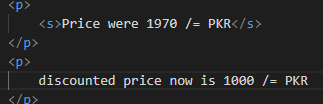 <p>
<s>Price were 1970 /= PKR</s>
</p>
<p>
discounted price now is 1000 /= PKR
</p>